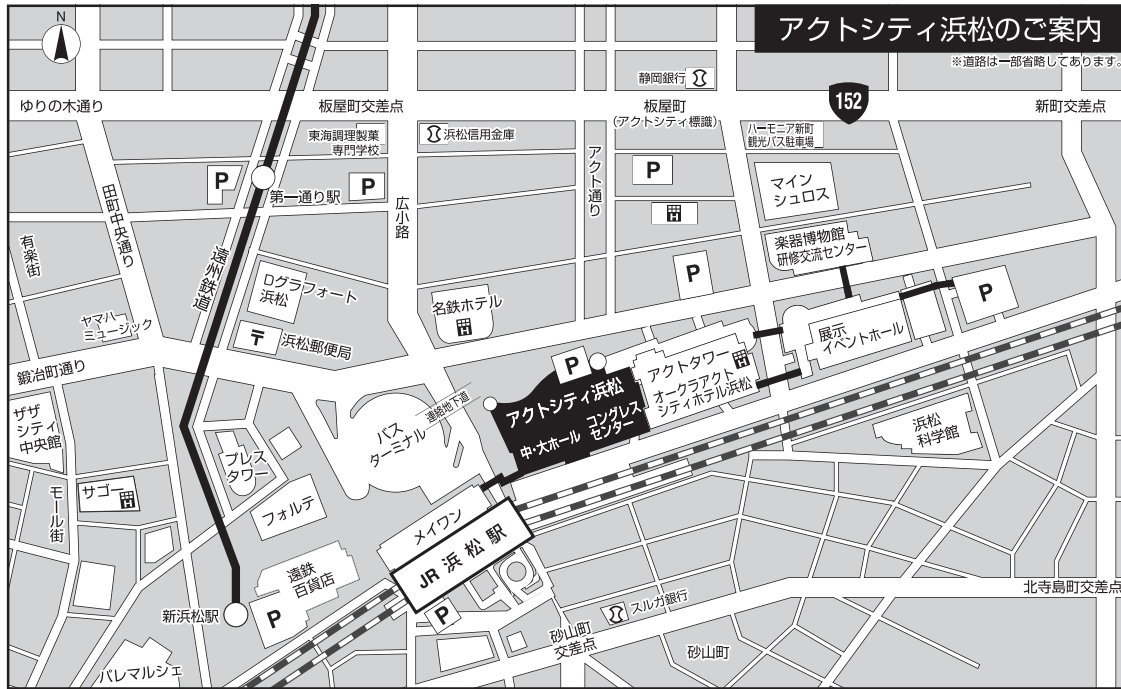 N
アクトシティ浜松のご案内
※道路は一部省略してあります。
静岡銀行
152
ゆりの木通り
板屋町交差点
板屋町
(アクトシティ標識)
新町交差点
東海調理製菓
専門学校
浜松信用金庫
ハーモニア新町
観光バス駐車場
P
第一通り駅
P
広小路
アクト通り
P
H
マイン
シュロス
田町中央通り
有楽街
遠州鉄道
楽器博物館
研修交流センター
Dグラフォート
浜松
名鉄ホテル
H
P
P
ヤマハ
ミュージック
〒
浜松郵便局
展示
イベントホール
鍛冶町通り
P
アクトタワー
H
オークラアクト
シティホテル浜松
アクトシティ浜松
中・大ホール
コングレス
センター
連絡地下道
バス
ターミナル
ザザ
シティ
中央館
プレス
タワー
浜松
科学館
モール街
サゴー
H
フォルテ
メイワン
JR 浜松駅
遠鉄
百貨店
新浜松駅
P
P
スルガ銀行
北寺島町交差点
砂山町
交差点
砂山町
パレマルシェ